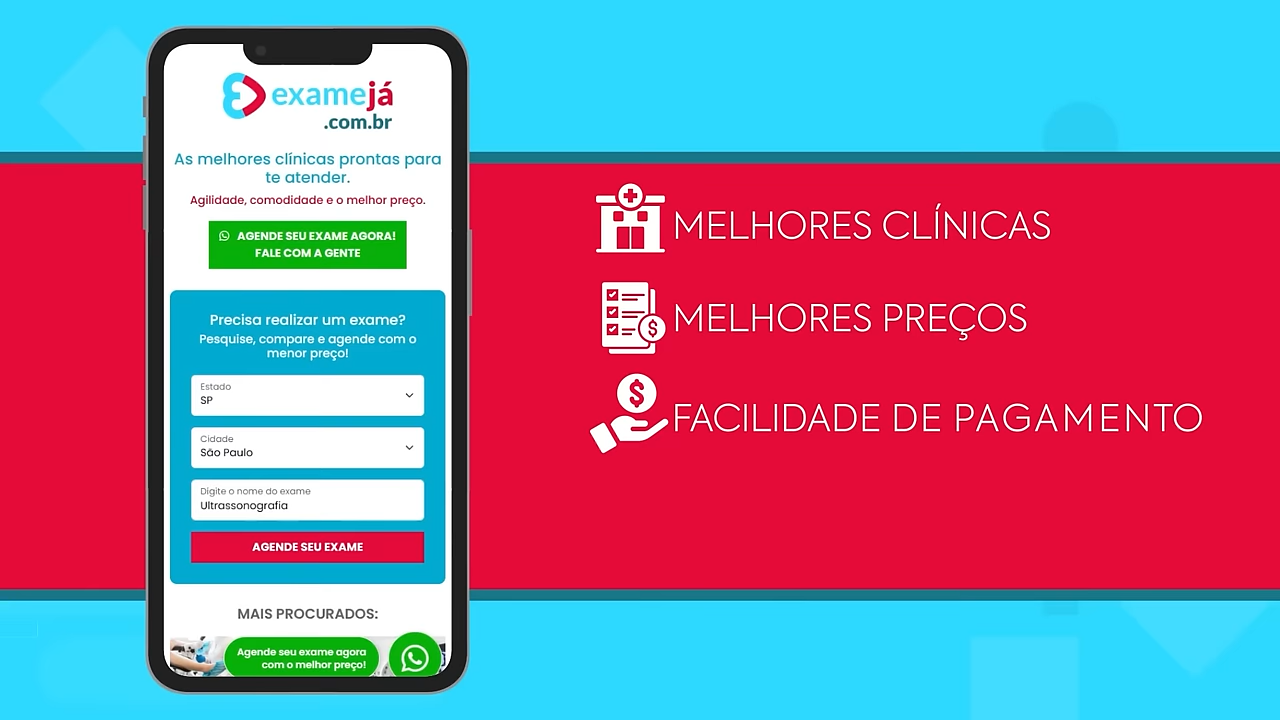 examejá
.com.br
As melhores clínicas prontas para
te atender.
Agilidade, comodidade e o melhor preço.
AGENDE SEU EXAME AGORA!
FALE COM A GENTE
Precisa realizar um exame?
Pesquise, compare e agende com o
menor preço!
Estado
SP
Cidade
São Paulo
Digite o nome do exame
Ultrassonografia
AGENDE SEU EXAME
MAIS PROCURADOS:
Agende seu exame agora
com o melhor preço!
MELHORES CLÍNICAS
MELHORES PREÇOS
FACILIDADE DE PAGAMENTO